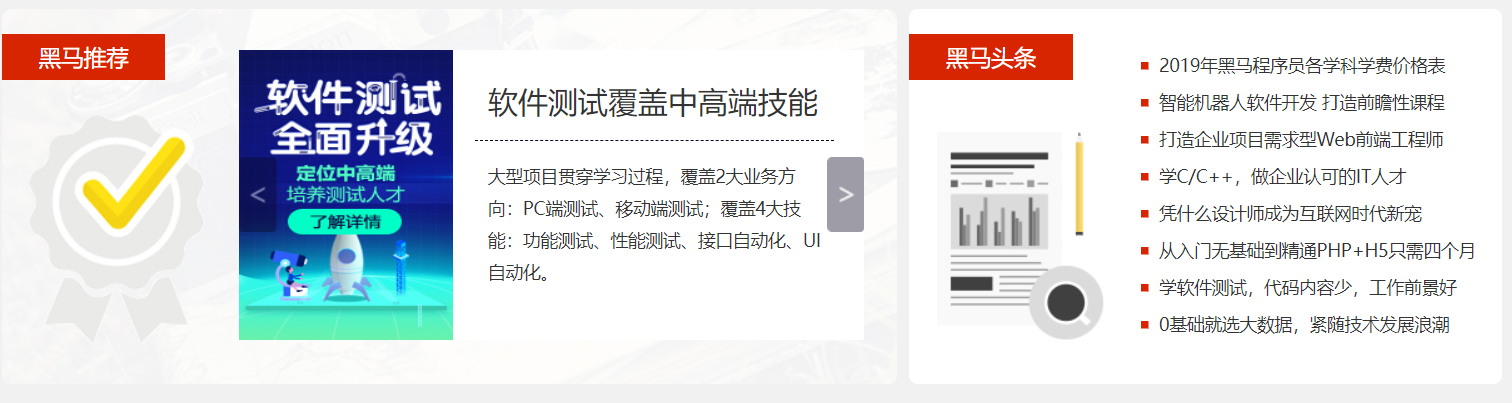 黑马推荐
软件测试
全面升级
定位中高端
培养测试人才
了解详情
<
软件测试覆盖中高端技能
大型项目贯穿学习过程，覆盖2大业务方
向：PC端测试、移动端测试；覆盖4大技
能：功能测试、性能测试、接口自动化、UI
自动化。
>
黑马头条
2019年黑马程序员各学科学费价格表
智能机器人软件开发 打造前瞻性课程
打造企业项目需求型Web前端工程师
学C/C++，做企业认可的IT人才
凭什么设计师成为互联网时代新宠
从入门无基础到精通PHP+H5只需四个月
学软件测试，代码内容少，工作前景好
0基础就选大数据，紧随技术发展浪潮